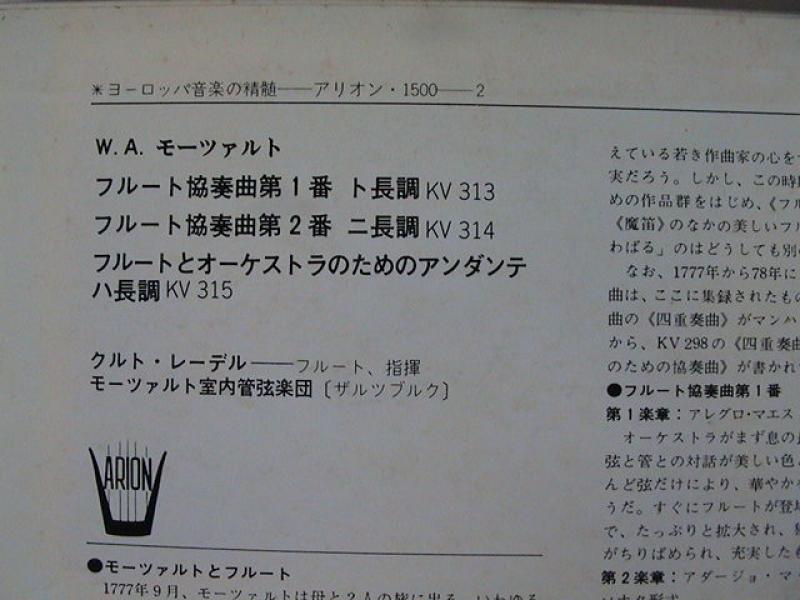 *ヨーロッパ音楽の精髄——アリオン・1500——2
W.A. モーツァルト
フルート協奏曲第1番 ト長調 KV 313
フルート協奏曲第2番 ニ長調 KV 314
フルートとオーケストラのためのアンダンテ
ハ長調 KV 315
クルト・レーデル——フルート、指揮
モーツァルト室内管弦楽団〔ザルツブルク〕
ARION
●モーツァルトとフルート
1777年9月、モーツァルトは母と2人の旅に出る。いわゆる
えている若き作曲家の心を
実だろう。しかし、この時
めの作品群をはじめ、《フル
《魔笛》のなかの美しいフル
わばる」のはどうしても別
なお、1777年から78年に
曲は、ここに集録されたもの
曲の《四重奏曲》がマンハ
から、KV 298の《四重奏曲
のための協奏曲》が書かれ
●フルート協奏曲第1番
第1楽章：アレグロ・マエス
オーケストラがまず息の
弦と管との対話が美しい色
んど弦だけにより、華やか
うだ。すぐにフルートが登場
で、たっぷりと拡大され、
がちりばめられ、充実した
第2楽章：アダージョ・マ
ソナタ形式